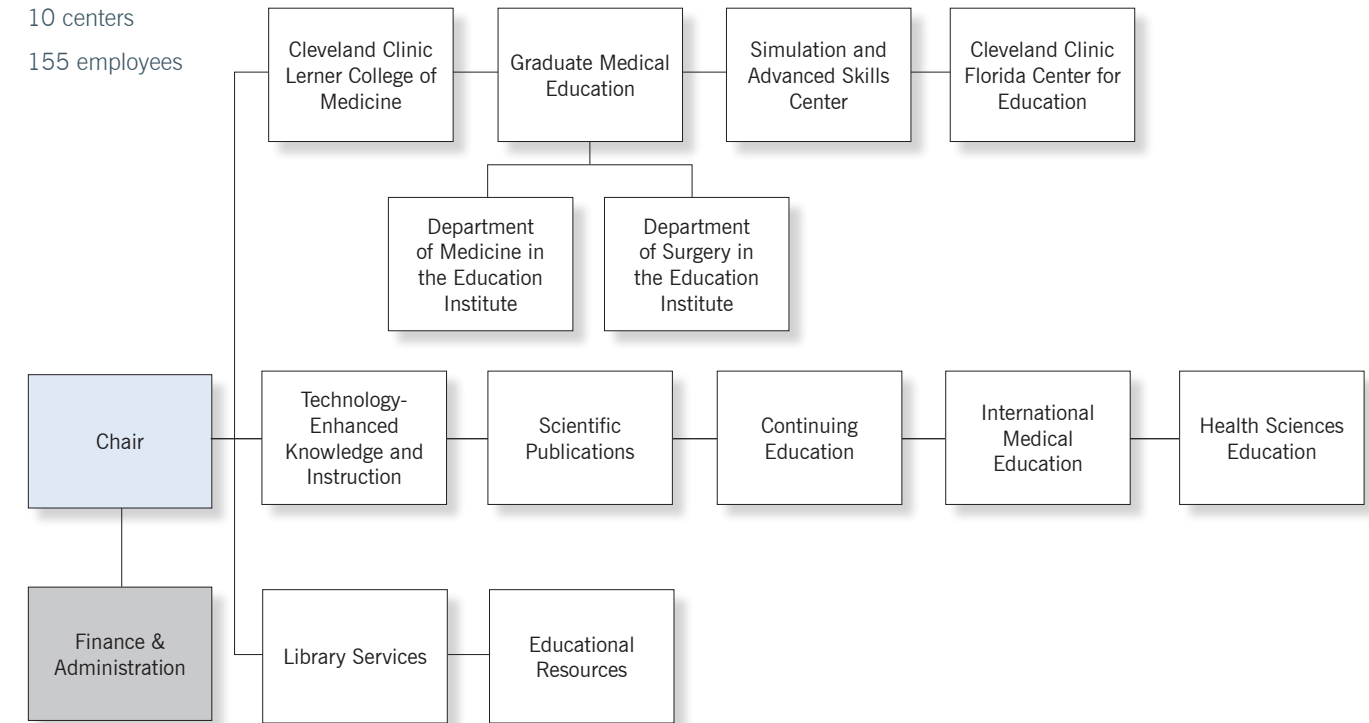 10 centers
155 employees
Cleveland Clinic
Lerner College of
Medicine
Graduate Medical
Education
Simulation and
Advanced Skills
Center
Cleveland Clinic
Florida Center for
Education
Department
of Medicine in
the Education
Institute
Department
of Surgery in
the Education
Institute
Chair
Technology-
Enhanced
Knowledge and
Instruction
Scientific
Publications
Continuing
Education
International
Medical
Education
Health Sciences
Education
Finance &
Administration
Library Services
Educational
Resources